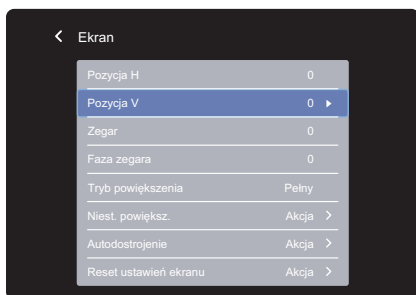 Ekran
Pozycja H 0
Pozycja V 0
Zegar 0
Faza zegara 0
Tryb powiększenia Pełny
Niest. powiększ. Akcja
Autodostrojenie Akcja
Reset ustawień ekranu Akcja